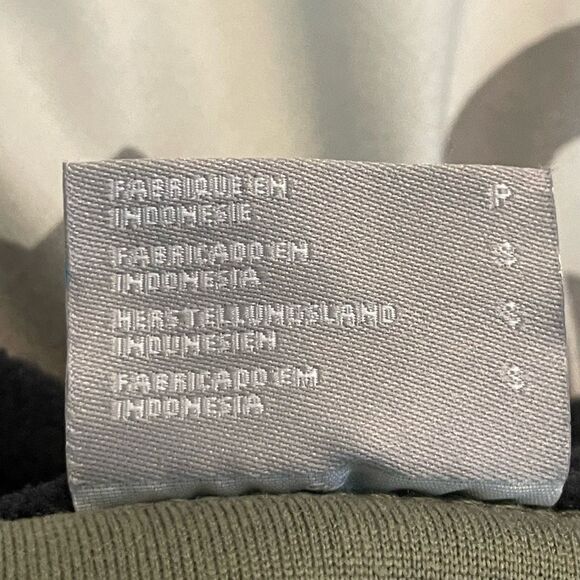 FABRIQUE EN P
INDONESIE
FABRICADO EN S
INDONESIA
HERSTELLUNGSLAND S
INDONESIEN
FABRICADO EM S
INDONESIA